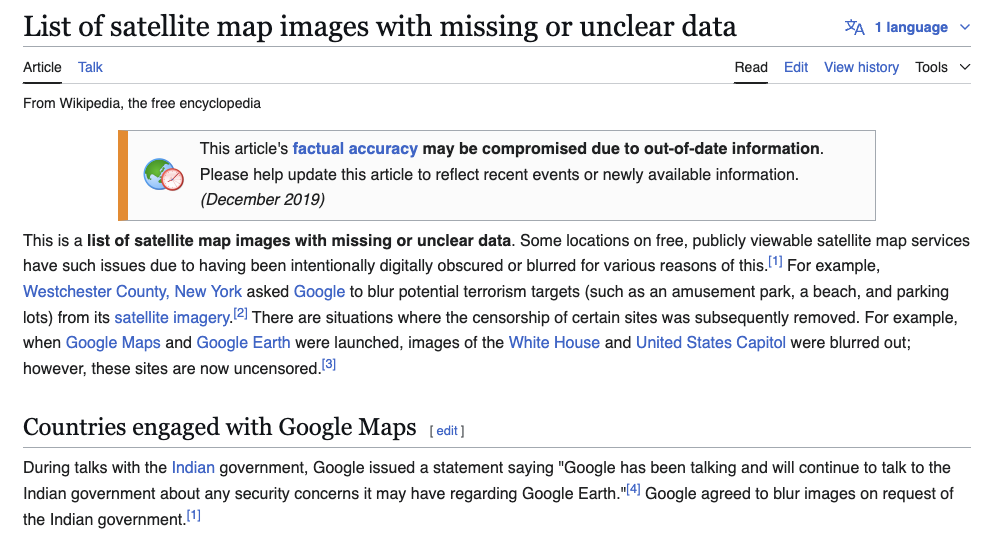 List of satellite map images with missing or unclear data
1 language
Article Talk
Read Edit View history Tools
From Wikipedia, the free encyclopedia
This article's factual accuracy may be compromised due to out-of-date information.
Please help update this article to reflect recent events or newly available information.
(December 2019)
This is a list of satellite map images with missing or unclear data. Some locations on free, publicly viewable satellite map services
have such issues due to having been intentionally digitally obscured or blurred for various reasons of this.[1] For example,
Westchester County, New York asked Google to blur potential terrorism targets (such as an amusement park, a beach, and parking
lots) from its satellite imagery.[2] There are situations where the censorship of certain sites was subsequently removed. For example,
when Google Maps and Google Earth were launched, images of the White House and United States Capitol were blurred out;
however, these sites are now uncensored.[3]
Countries engaged with Google Maps [ edit ]
During talks with the Indian government, Google issued a statement saying "Google has been talking and will continue to talk to the
Indian government about any security concerns it may have regarding Google Earth."[4] Google agreed to blur images on request of
the Indian government.[1]